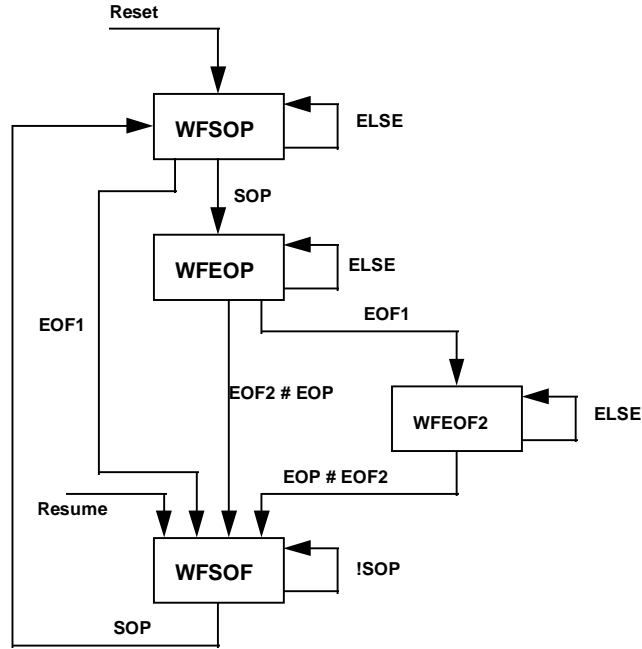 Reset
WFSOP
ELSE
SOP
WFEOP
ELSE
EOF1
EOF1
EOF2 # EOP
WFEOF2
ELSE
EOP # EOF2
Resume
WFSOF
!SOP
SOP